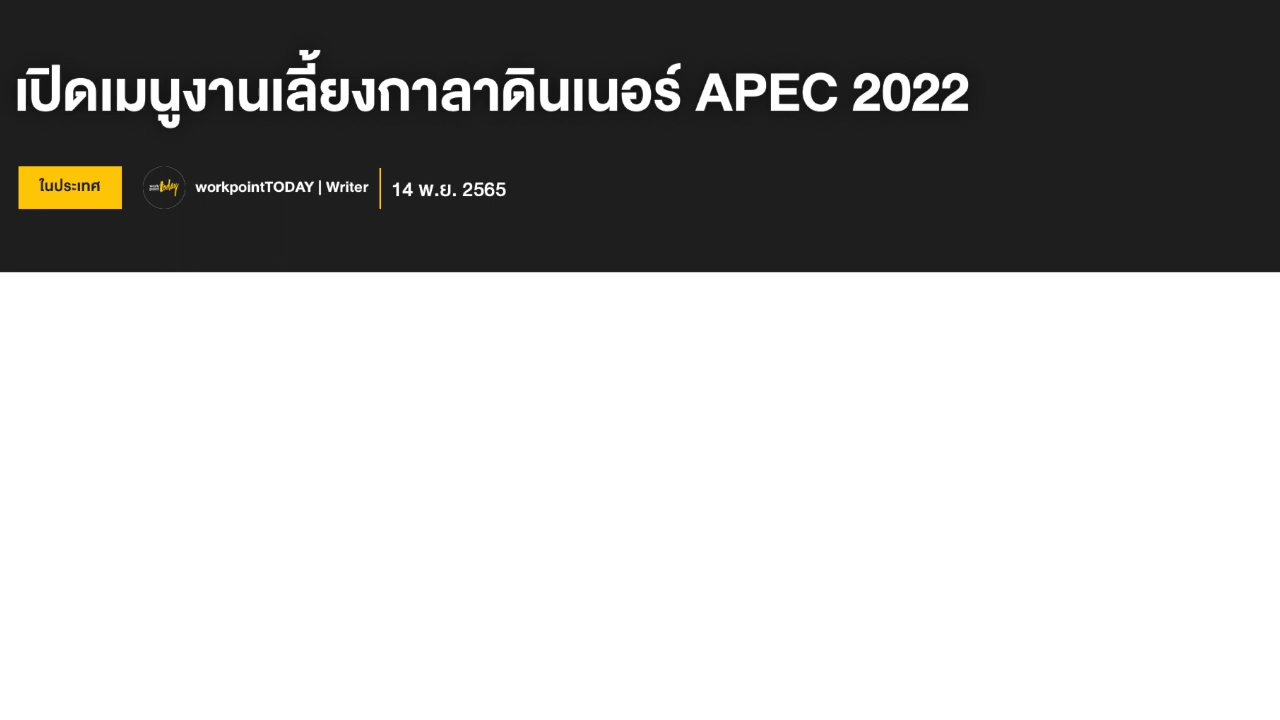 เปิดเมนูงานเลี้ยงกาลาดินเนอร์ APEC 2022
ในประเทศ
workpointTODAY | Writer
14 พ.ย. 2565